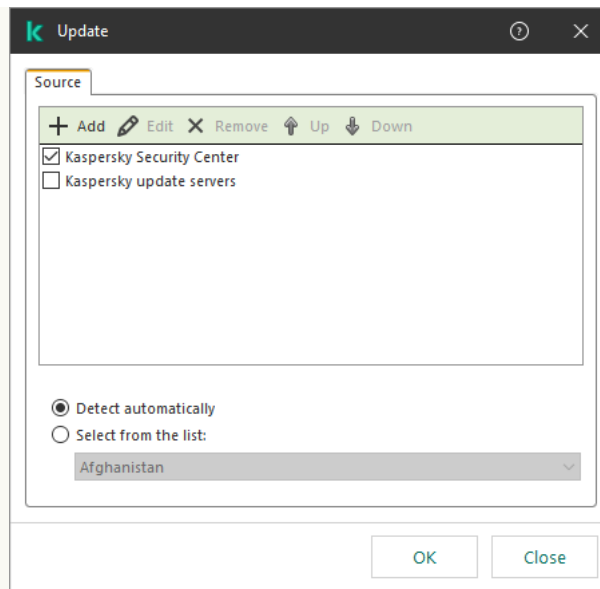 Update
Source
Add Edit Remove Up Down
Kaspersky Security Center
Kaspersky update servers
Detect automatically
Select from the list:
Afghanistan
OK Close